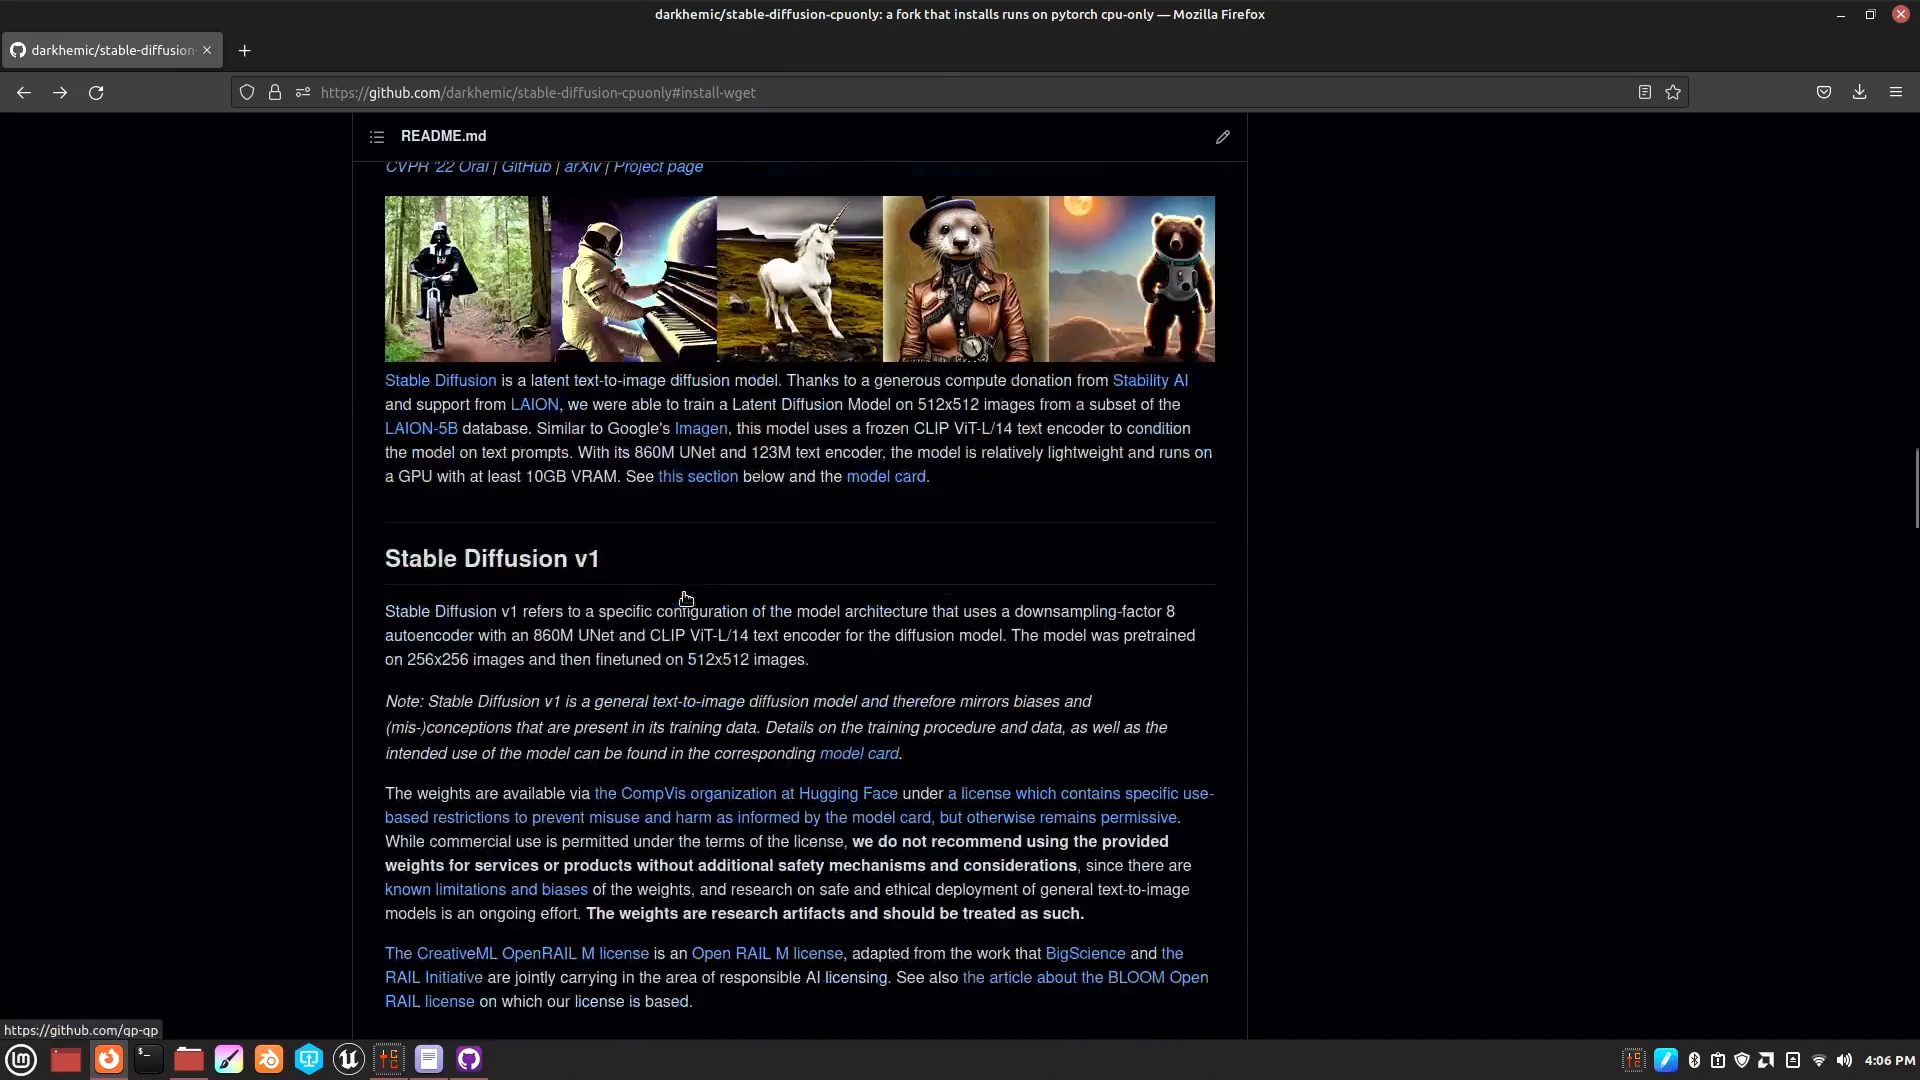 darkhemic/stable-diffusion-cpuonly: a fork that installs runs on pytorch cpu-only — Mozilla Firefox
darkhemic/stable-diffusion-
https://github.com/darkhemic/stable-diffusion-cpuonly#install-wget
README.md
CVPR '22 Oral | GitHub | arXiv | Project page
Stable Diffusion is a latent text-to-image diffusion model. Thanks to a generous compute donation from Stability AI
and support from LAION, we were able to train a Latent Diffusion Model on 512x512 images from a subset of the
LAION-5B database. Similar to Google's Imagen, this model uses a frozen CLIP ViT-L/14 text encoder to condition
the model on text prompts. With its 860M UNet and 123M text encoder, the model is relatively lightweight and runs on
a GPU with at least 10GB VRAM. See this section below and the model card.
Stable Diffusion v1
Stable Diffusion v1 refers to a specific configuration of the model architecture that uses a downsampling-factor 8
autoencoder with an 860M UNet and CLIP ViT-L/14 text encoder for the diffusion model. The model was pretrained
on 256x256 images and then finetuned on 512x512 images.
Note: Stable Diffusion v1 is a general text-to-image diffusion model and therefore mirrors biases and
(mis-)conceptions that are present in its training data. Details on the training procedure and data, as well as the
intended use of the model can be found in the corresponding model card.
The weights are available via the CompVis organization at Hugging Face under a license which contains specific use-
based restrictions to prevent misuse and harm as informed by the model card, but otherwise remains permissive.
While commercial use is permitted under the terms of the license, we do not recommend using the provided
weights for services or products without additional safety mechanisms and considerations, since there are
known limitations and biases of the weights, and research on safe and ethical deployment of general text-to-image
models is an ongoing effort. The weights are research artifacts and should be treated as such.
The CreativeML OpenRAIL M license is an Open RAIL M license, adapted from the work that BigScience and the
RAIL Initiative are jointly carrying in the area of responsible AI licensing. See also the article about the BLOOM Open
RAIL license on which our license is based.
https://github.com/qp-qp
4:06 PM